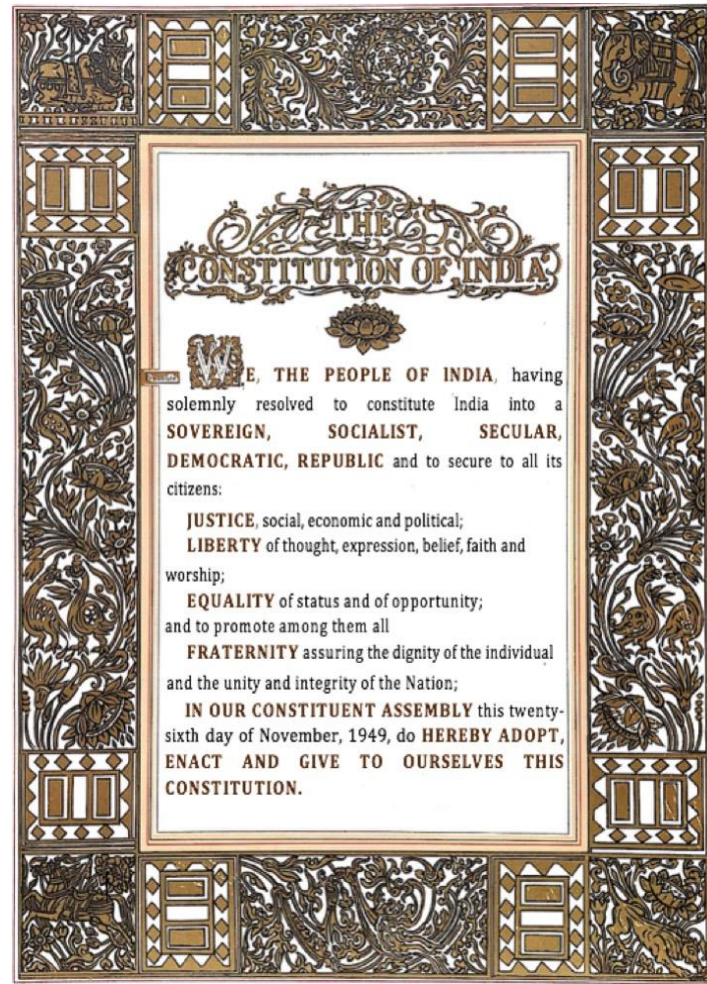 THE
CONSTITUTION OF INDIA
WE, THE PEOPLE OF INDIA, having
solemnly resolved to constitute India into a
SOVEREIGN, SOCIALIST, SECULAR,
DEMOCRATIC, REPUBLIC and to secure to all its
citizens:
JUSTICE, social, economic and political;
LIBERTY of thought, expression, belief, faith and
worship;
EQUALITY of status and of opportunity;
and to promote among them all
FRATERNITY assuring the dignity of the individual
and the unity and integrity of the Nation;
IN OUR CONSTITUENT ASSEMBLY this twenty-
sixth day of November, 1949, do HEREBY ADOPT,
ENACT AND GIVE TO OURSELVES THIS
CONSTITUTION.